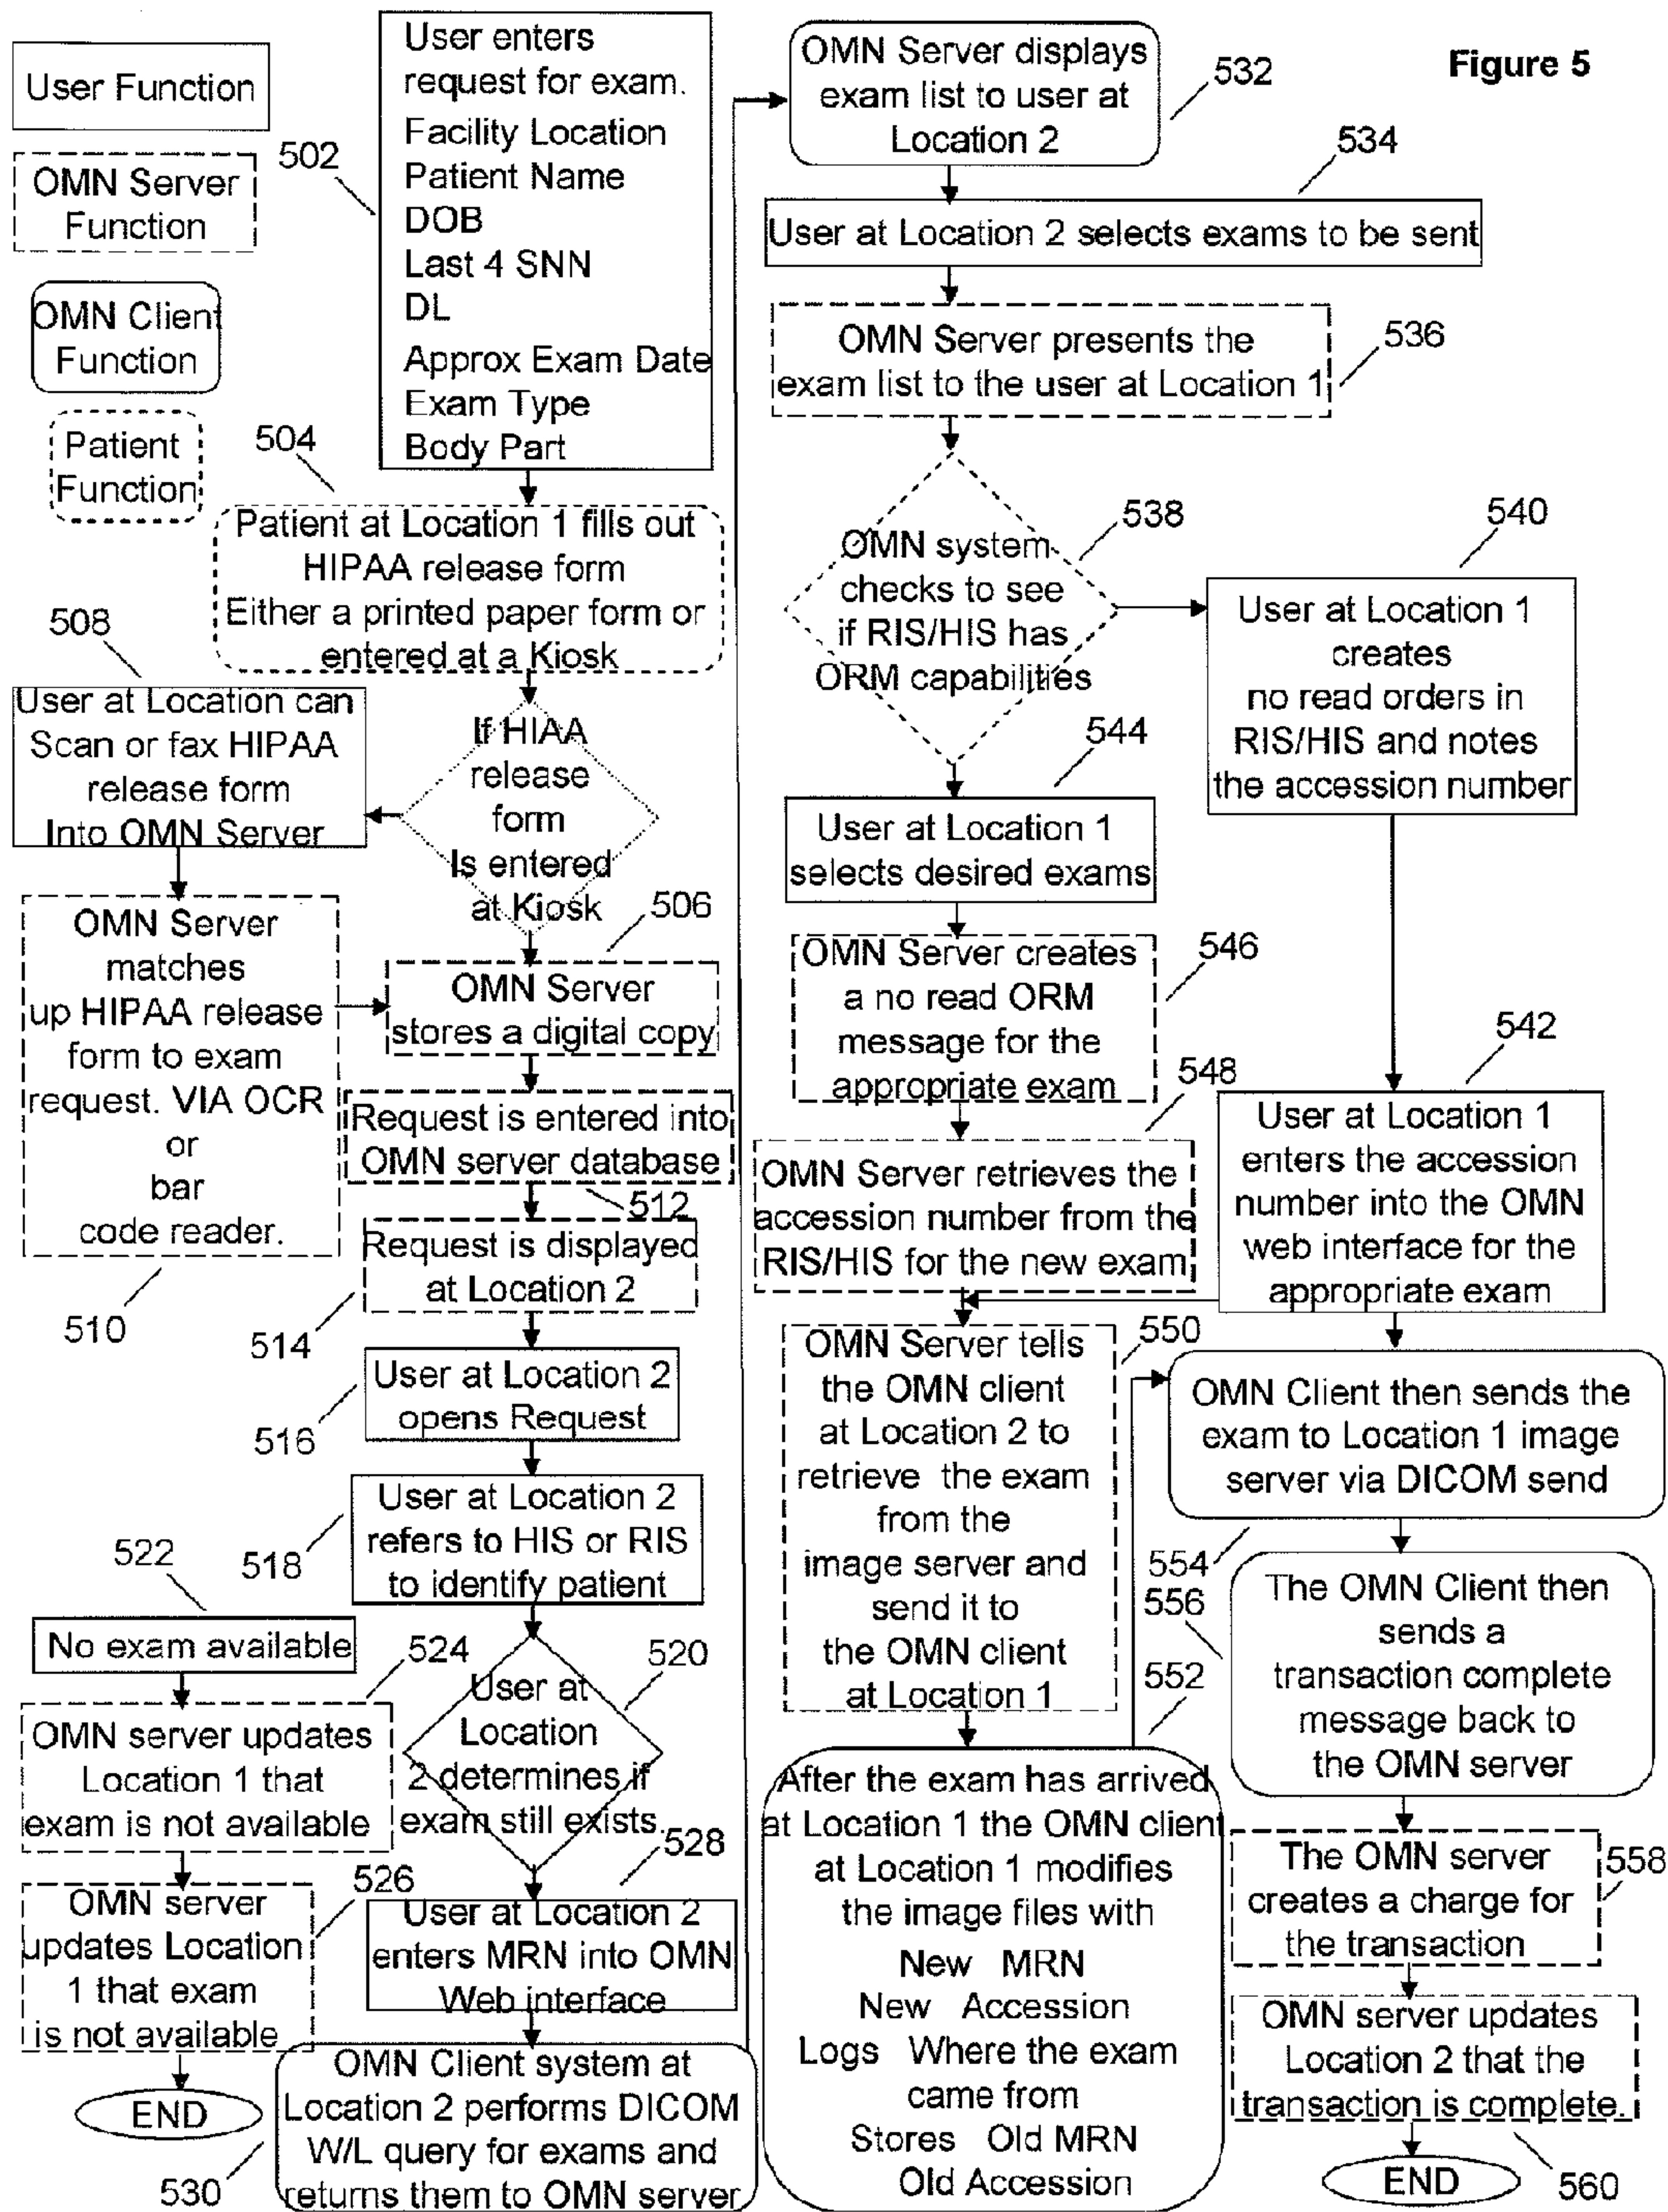 Figure 5
User Function
OMN Server
Function
OMN Client
Function
Patient
Function
502
User enters
request for exam.
Facility Location
Patient Name
DOB
Last 4 SNN
DL
Approx Exam Date
Exam Type
Body Part
504
Patient at Location 1 fills out
HIPAA release form
Either a printed paper form or
entered at a Kiosk
508
User at Location can
Scan or fax HIPAA
release form
Into OMN Server
If HIAA
release
form
Is entered
at Kiosk
506
OMN Server
matches
up HIPAA release
form to exam
request. VIA OCR
or
bar
code reader.
510
OMN Server
stores a digital copy
Request is entered into
OMN server database
512
Request is displayed
at Location 2
514
User at Location 2
opens Request
516
User at Location 2
refers to HIS or RIS
to identify patient
518
522
No exam available
524
OMN server updates
Location 1 that
exam is not available
526
OMN server
updates Location
1 that exam
is not available
END
520
User at
Location
2 determines if
exam still exists.
528
User at Location 2
enters MRN into OMN
Web interface
OMN Client system at
Location 2 performs DICOM
W/L query for exams and
returns them to OMN server
530
OMN Server displays
exam list to user at
Location 2
532
534
User at Location 2 selects exams to be sent
OMN Server presents the
exam list to the user at Location 1
536
OMN system
checks to see
if RIS/HIS has
ORM capabilities
538
540
User at Location 1
creates
no read orders in
RIS/HIS and notes
the accession number
544
User at Location 1
selects desired exams
OMN Server creates
a no read ORM
message for the
appropriate exam
546
548
OMN Server retrieves the
accession number from the
RIS/HIS for the new exam
542
User at Location 1
enters the accession
number into the OMN
web interface for the
appropriate exam
550
OMN Server tells
the OMN client
at Location 2 to
retrieve the exam
from the
image server and
send it to
the OMN client
at Location 1
552
After the exam has arrived
at Location 1 the OMN client
at Location 1 modifies
the image files with
New MRN
New Accession
Logs Where the exam
came from
Stores Old MRN
Old Accession
OMN Client then sends the
exam to Location 1 image
server via DICOM send
554
556
The OMN Client then
sends a
transaction complete
message back to
the OMN server
The OMN server
creates a charge for
the transaction
558
OMN server updates
Location 2 that the
transaction is complete.
560
END